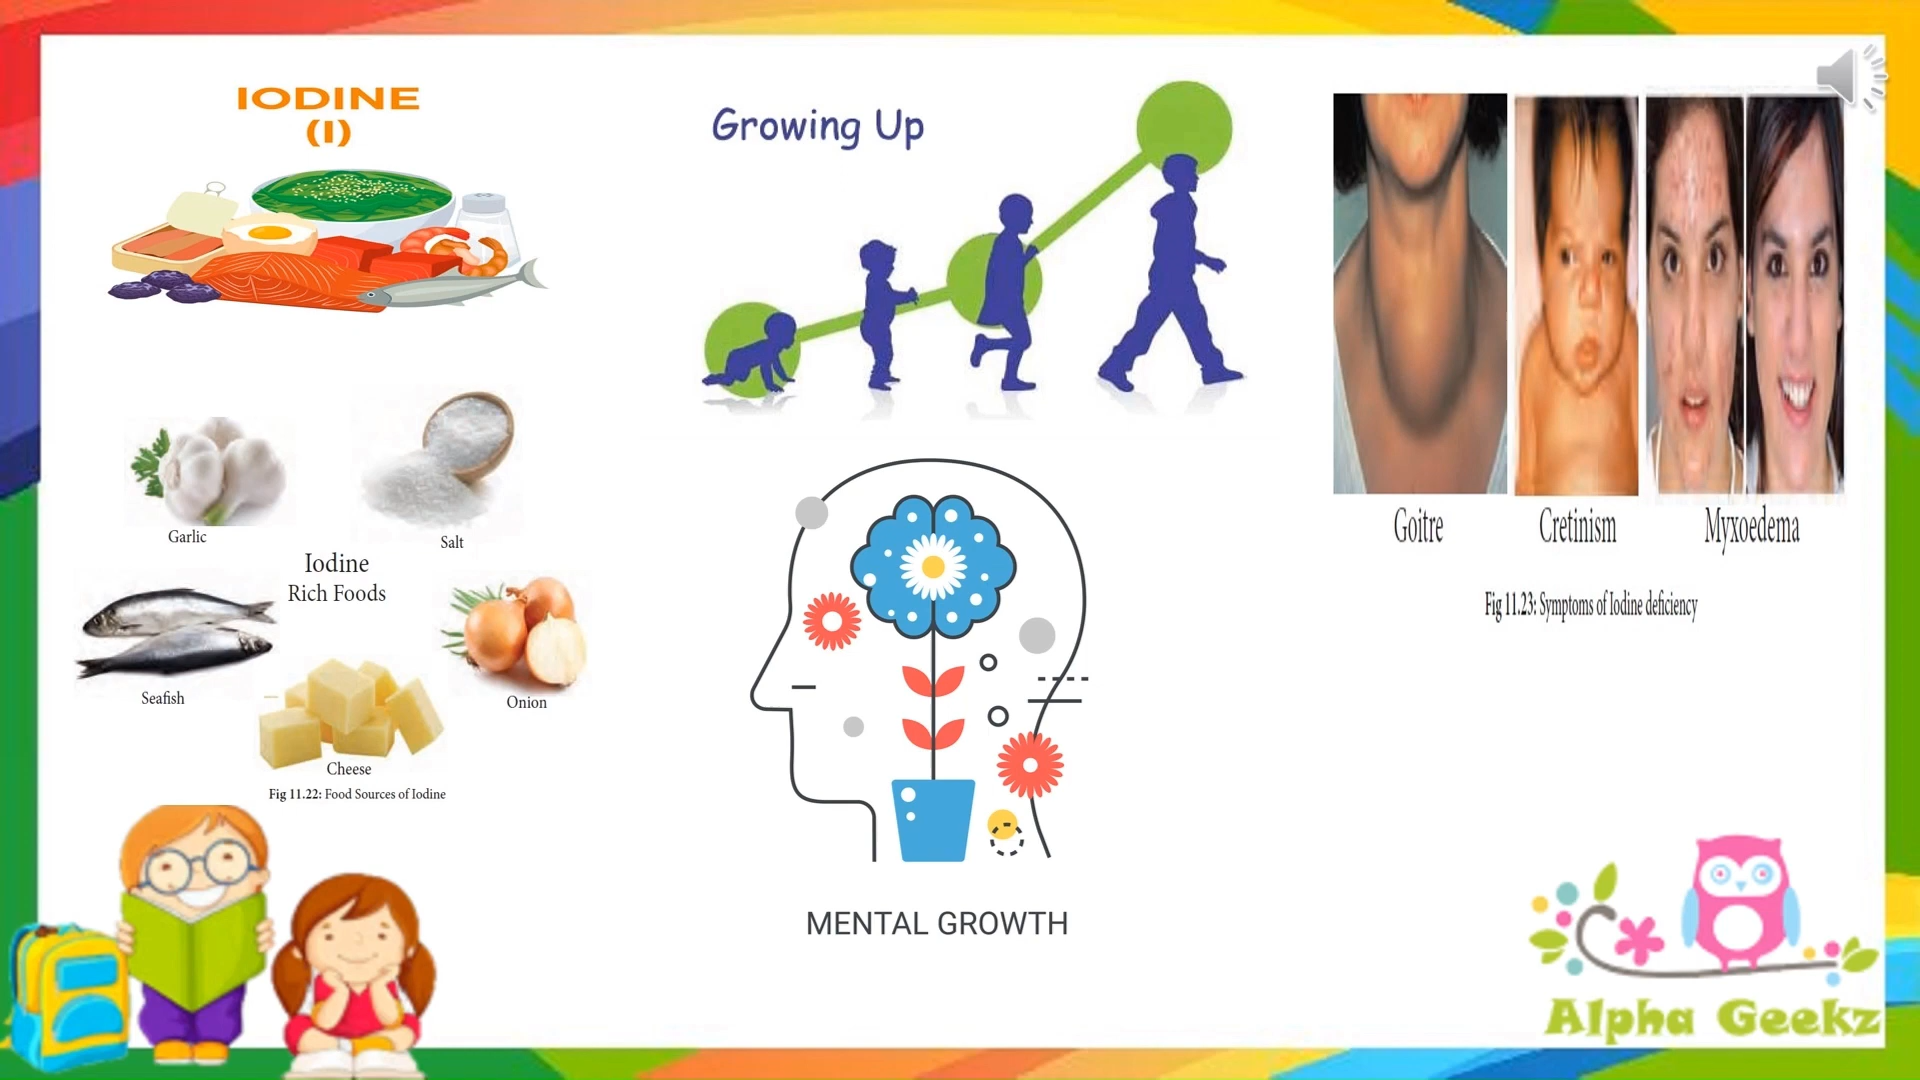 IODINE
(I)
Garlic
Salt
Iodine
Rich Foods
Seafish
Onion
Cheese
Fig 11.22: Food Sources of Iodine
Growing Up
MENTAL GROWTH
Goitre
Cretinism
Myxoedema
Fig 11.23: Symptoms of Iodine deficiency
Alpha Geekz